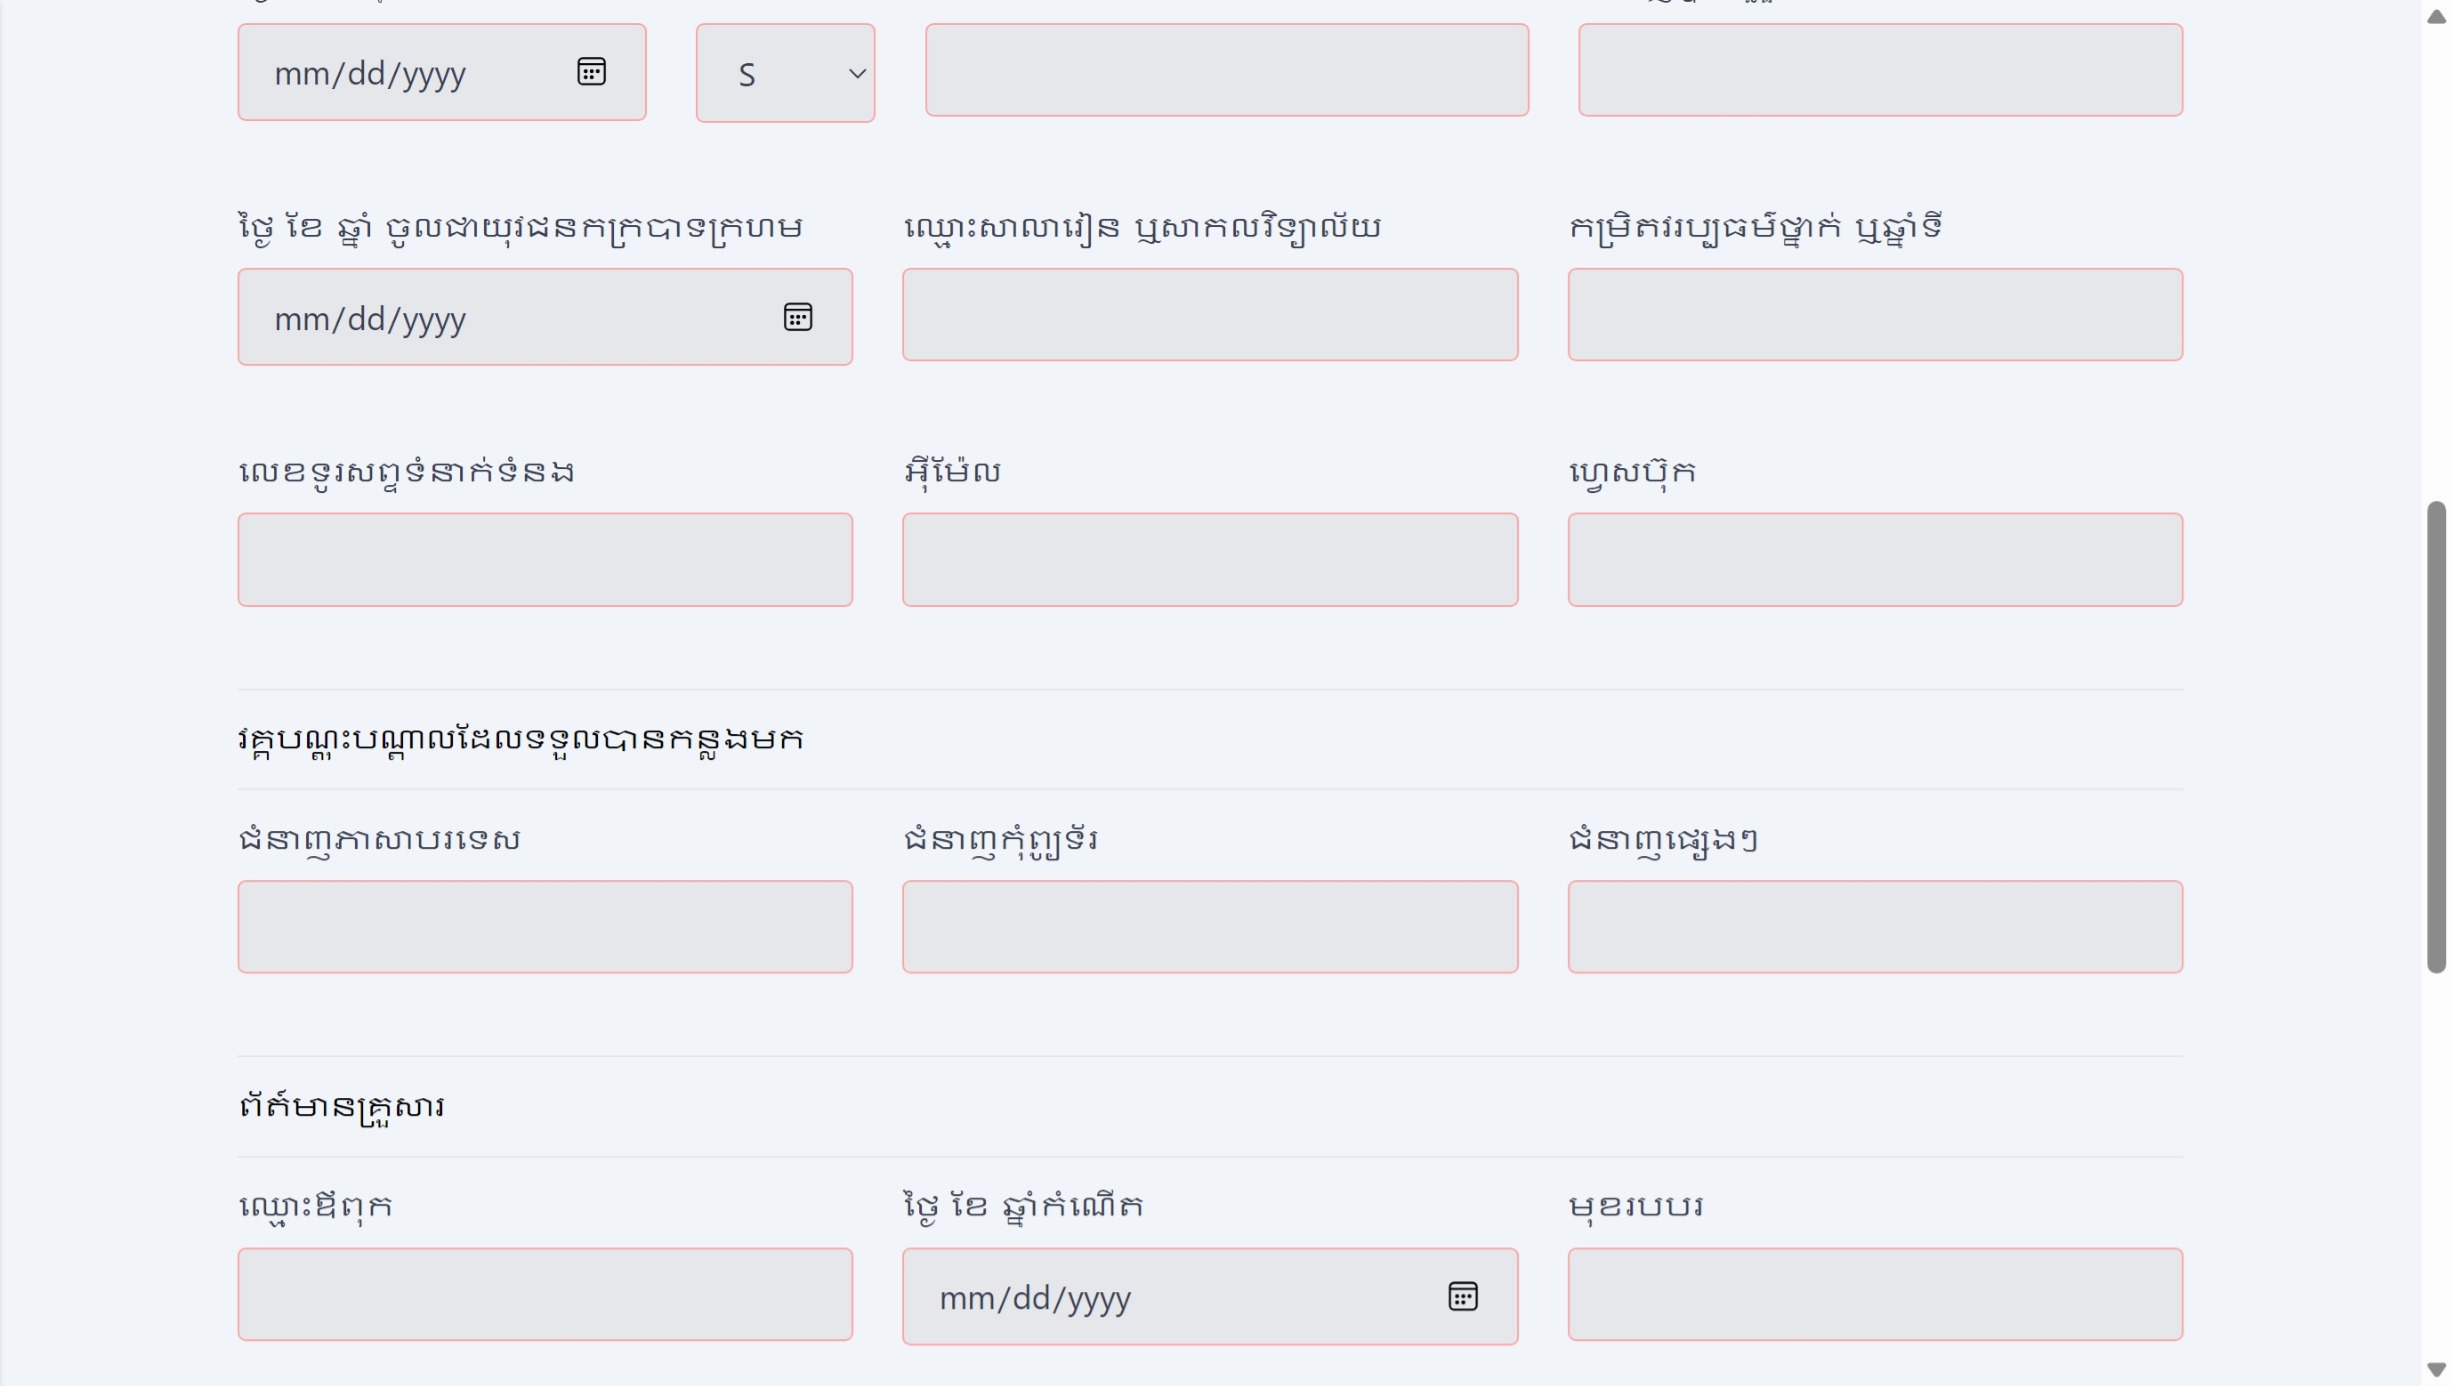 mm/dd/yyyy S
ថ្ងៃ ខែ ឆ្នាំ ចូលជាយុវជនកក្របាទក្រហម ឈ្មោះសាលារៀន ឬសាកលវិទ្យាល័យ កម្រិតវប្បធម៌ថ្នាក់ ឬឆ្នាំទី
mm/dd/yyyy
លេខទូរសព្ទទំនាក់ទំនង អ៊ីម៉ែល ហ្វេសប៊ុក
វគ្គបណ្ដុះបណ្ដាលដែលទទួលបានកន្លងមក
ជំនាញភាសាបរទេស ជំនាញកុំព្យូទ័រ ជំនាញផ្សេងៗ
ព័ត៍មានគ្រួសារ
ឈ្មោះឪពុក ថ្ងៃ ខែ ឆ្នាំកំណើត មុខរបបរ
mm/dd/yyyy